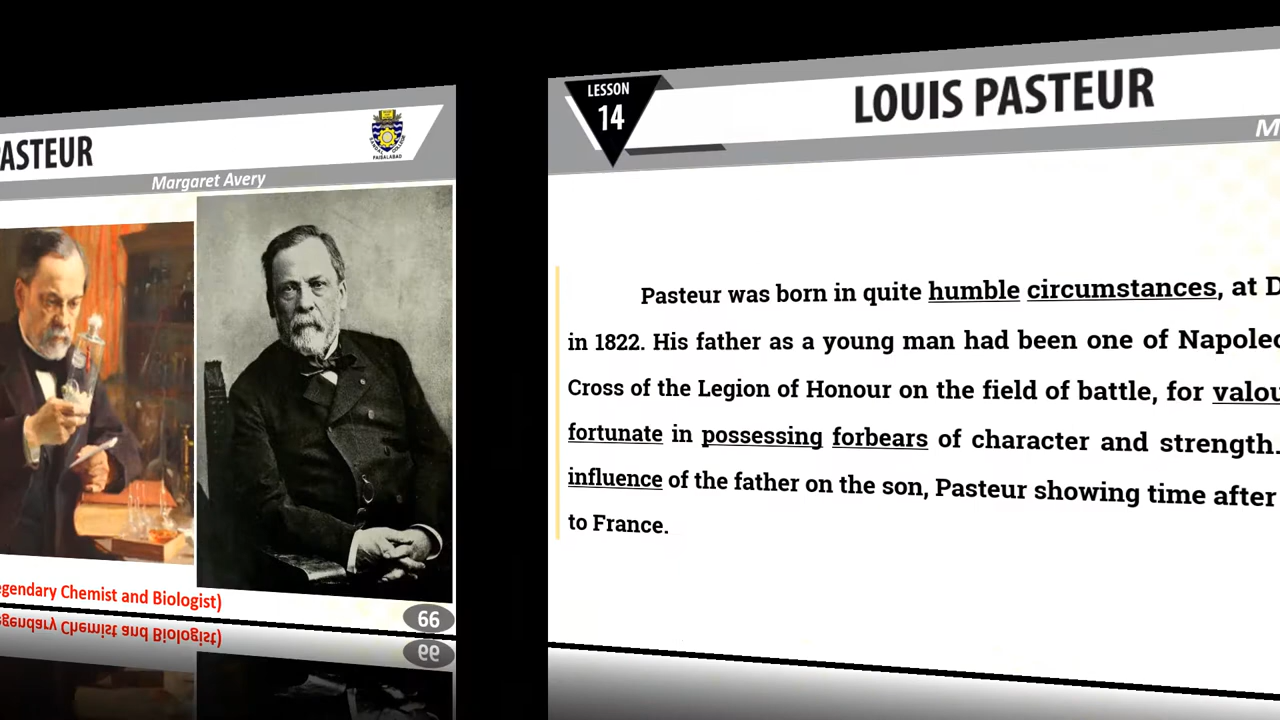 ASTEUR
Margaret Avery
FAISALABAD
egendary Chemist and Biologist)
66
LESSON
14
LOUIS PASTEUR
M
Pasteur was born in quite humble circumstances, at D
in 1822. His father as a young man had been one of Napoleo
Cross of the Legion of Honour on the field of battle, for valou
fortunate in possessing forbears of character and strength.
influence of the father on the son, Pasteur showing time after
to France.